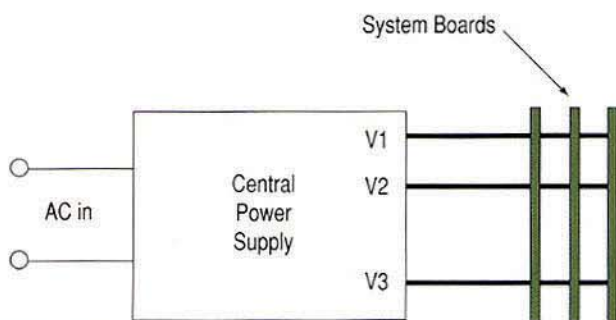 System Boards
V1
V2
Central
Power
Supply
AC in
V3